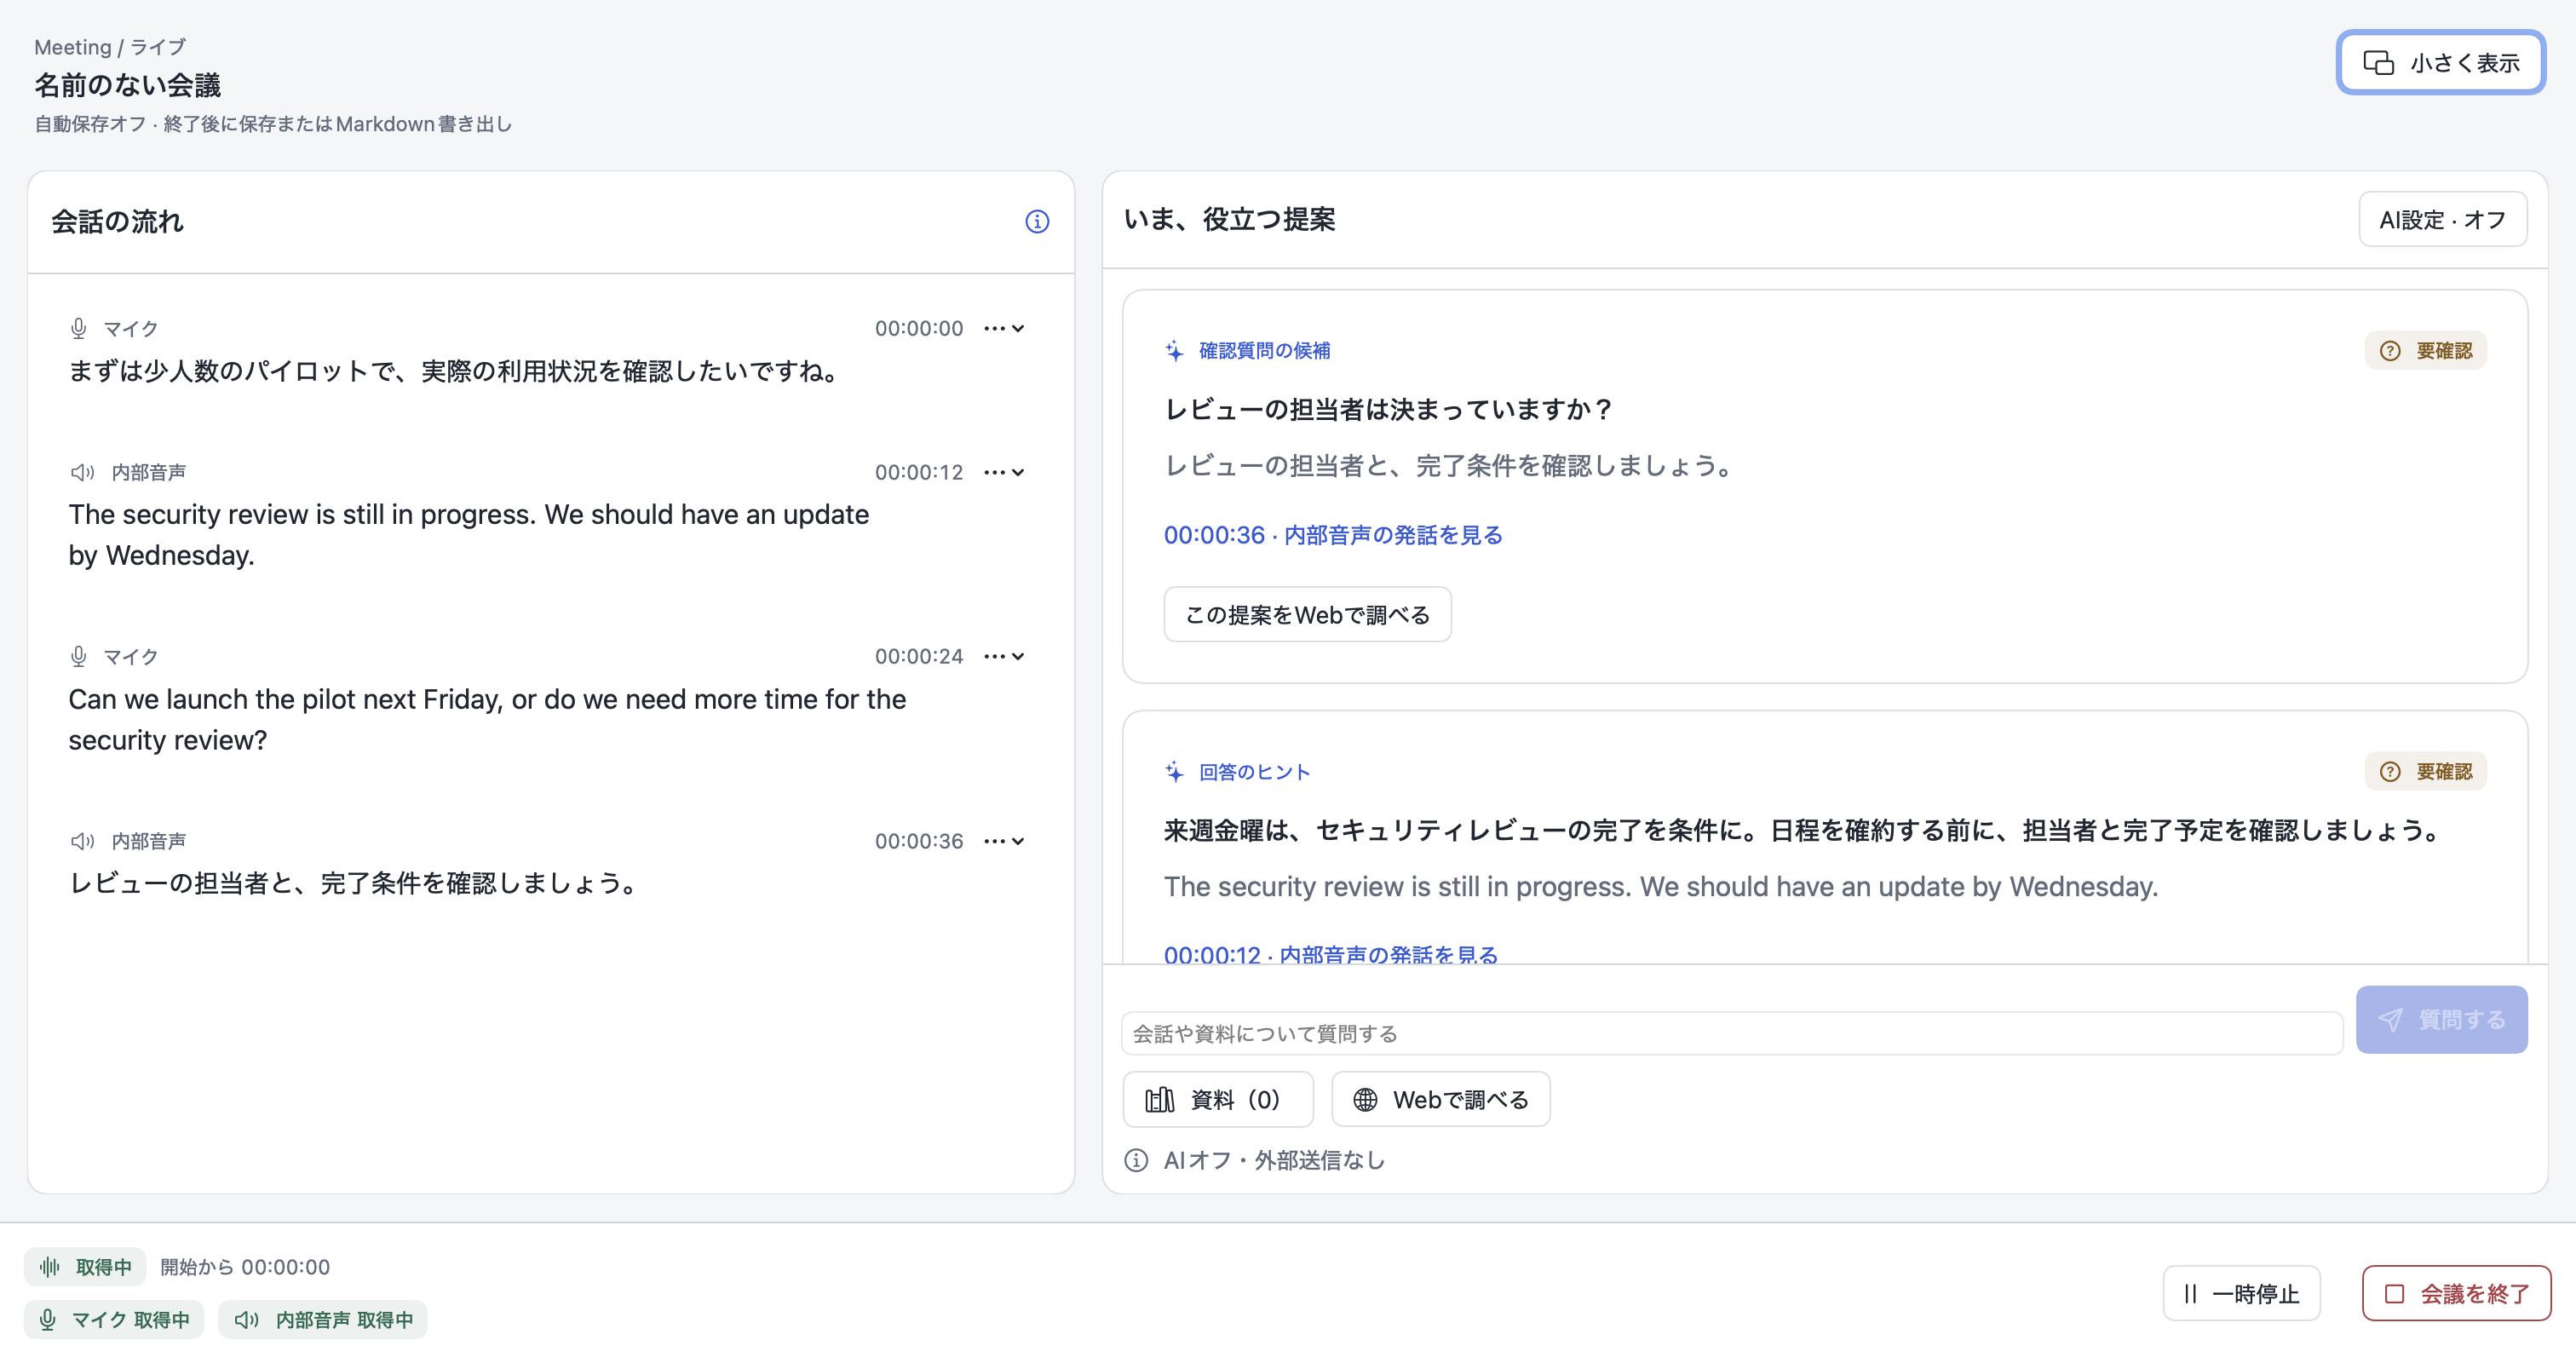 Meeting / ライブ
名前のない会議
自動保存オフ · 終了後に保存またはMarkdown書き出し
小さく表示
会話の流れ
マイク 00:00:00
まずは少人数のパイロットで、実際の利用状況を確認したいですね。
内部音声 00:00:12
The security review is still in progress. We should have an update
by Wednesday.
マイク 00:00:24
Can we launch the pilot next Friday, or do we need more time for the
security review?
内部音声 00:00:36
レビューの担当者と、完了条件を確認しましょう。
いま、役立つ提案
AI設定 · オフ
確認質問の候補
要確認
レビューの担当者は決まっていますか？
レビューの担当者と、完了条件を確認しましょう。
00:00:36 · 内部音声の発話を見る
この提案をWebで調べる
回答のヒント
要確認
来週金曜は、セキュリティレビューの完了を条件に。日程を確約する前に、担当者と完了予定を確認しましょう。
The security review is still in progress. We should have an update by Wednesday.
00:00:12 · 内部音声の発話を見る
会話や資料について質問する
質問する
資料（0）
Webで調べる
AIオフ・外部送信なし
取得中 開始から 00:00:00
マイク 取得中 内部音声 取得中
一時停止
会議を終了